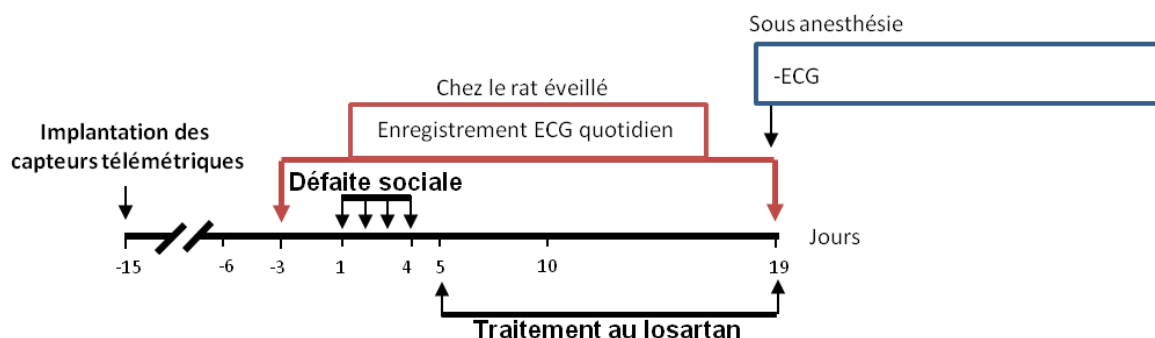 Sous anesthésie
-ECG
Chez le rat éveillé
Enregistrement ECG quotidien
Implantation des
capteurs télémétriques
Défaite sociale
Jours
-15 -6 -3 1 4 5 10 19
Traitement au losartan